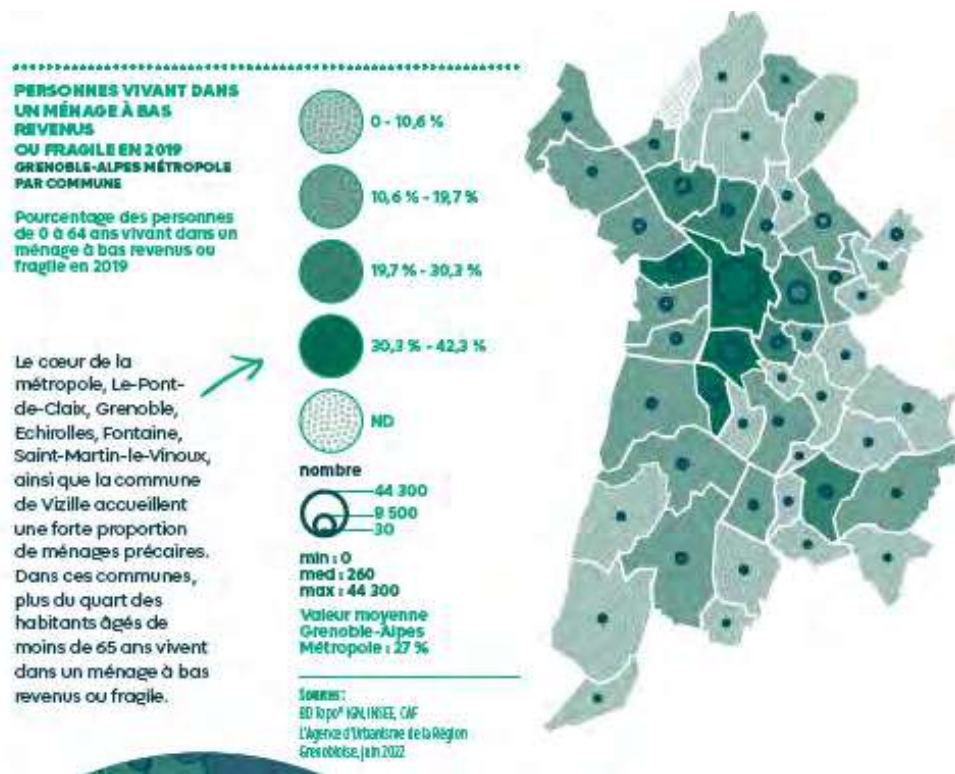 PERSONNES VIVANT DANS
UN MÉNAGE À BAS
REVENUS
OU FRAGILE EN 2019
GRENOBLE-ALPES MÉTROPOLE
PAR COMMUNE
Pourcentage des personnes
de 0 à 64 ans vivant dans un
ménage à bas revenus ou
fragile en 2019
0 - 10,6 %
10,6 % - 19,7 %
19,7 % - 30,3 %
30,3 % - 42,3 %
ND
nombre
44 300
9 500
30
min : 0
med : 260
max : 44 300
Valeur moyenne
Grenoble-Alpes
Métropole : 27 %
Sources :
BD Topo® IGN, INSEE, CAF
L'Agence d'Urbanisme de la Région
Grenobloise, juin 2022
Le cœur de la
métropole, Le-Pont-
de-Claix, Grenoble,
Echirolles, Fontaine,
Saint-Martin-le-Vinoux,
ainsi que la commune
de Vizille accueillent
une forte proportion
de ménages précaires.
Dans ces communes,
plus du quart des
habitants âgés de
moins de 65 ans vivent
dans un ménage à bas
revenus ou fragile.